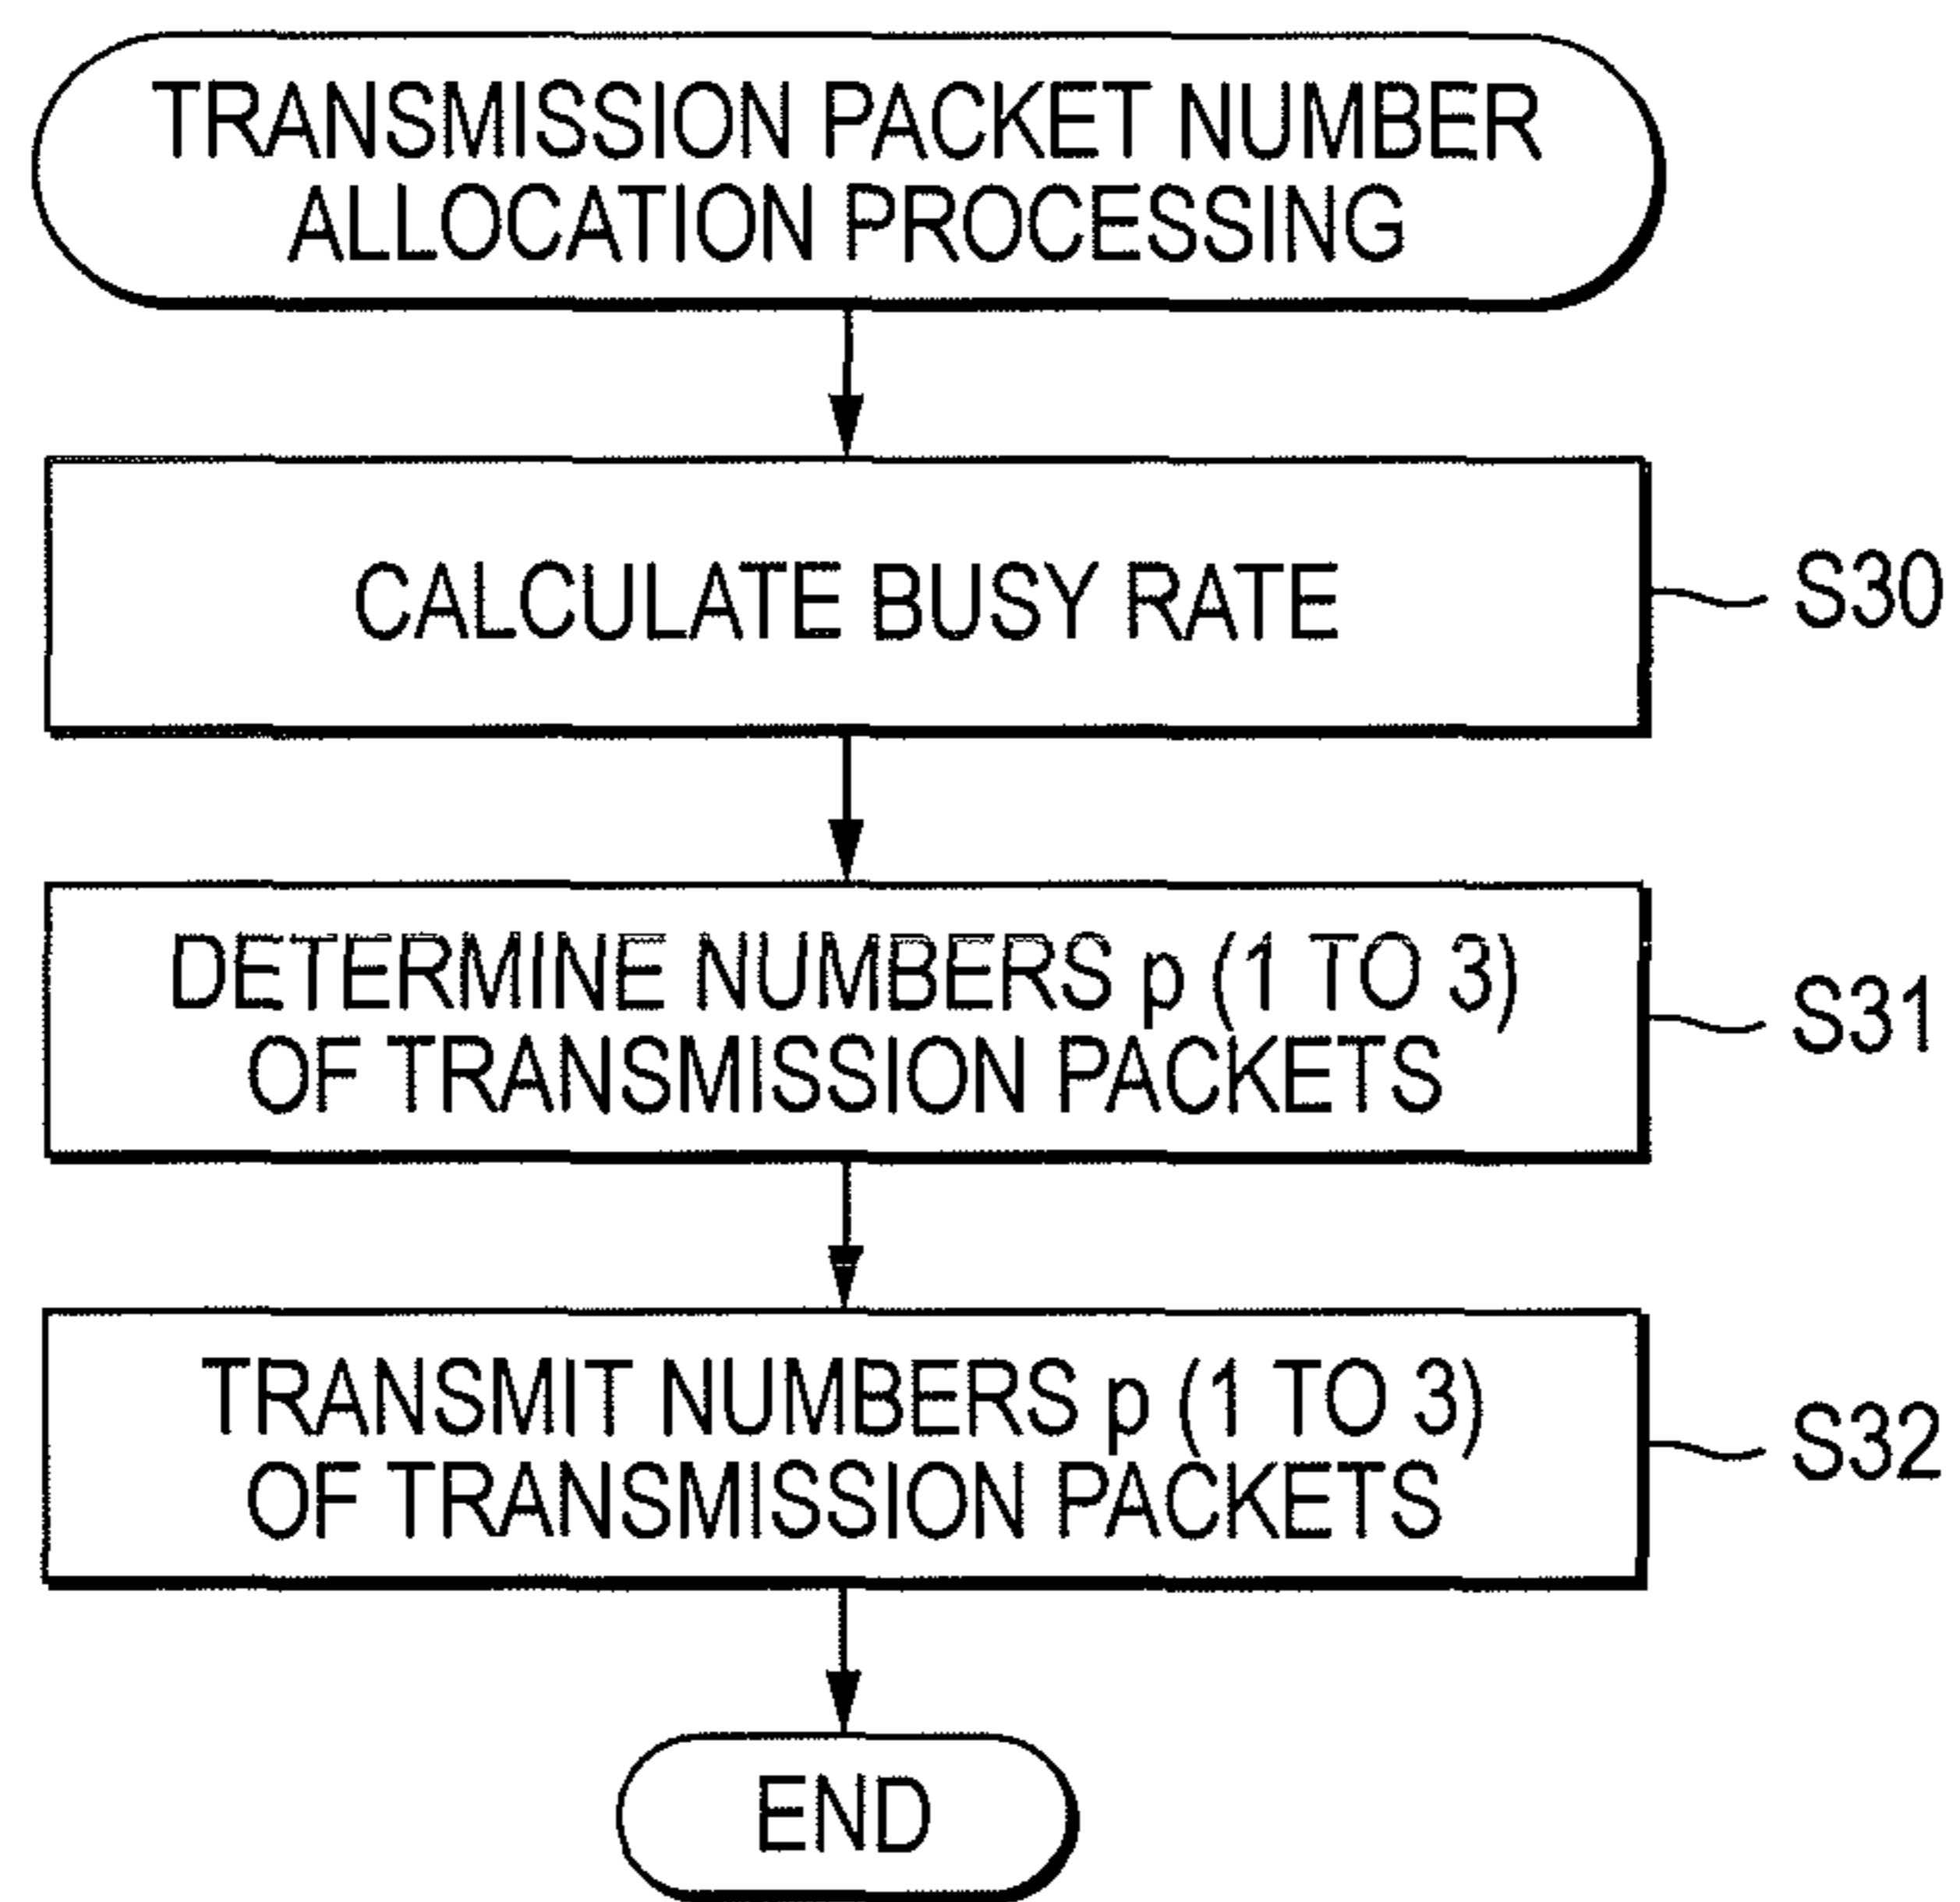 TRANSMISSION PACKET NUMBER
ALLOCATION PROCESSING
CALCULATE BUSY RATE
S30
DETERMINE NUMBERS p (1 TO 3)
OF TRANSMISSION PACKETS
S31
TRANSMIT NUMBERS p (1 TO 3)
OF TRANSMISSION PACKETS
S32
END